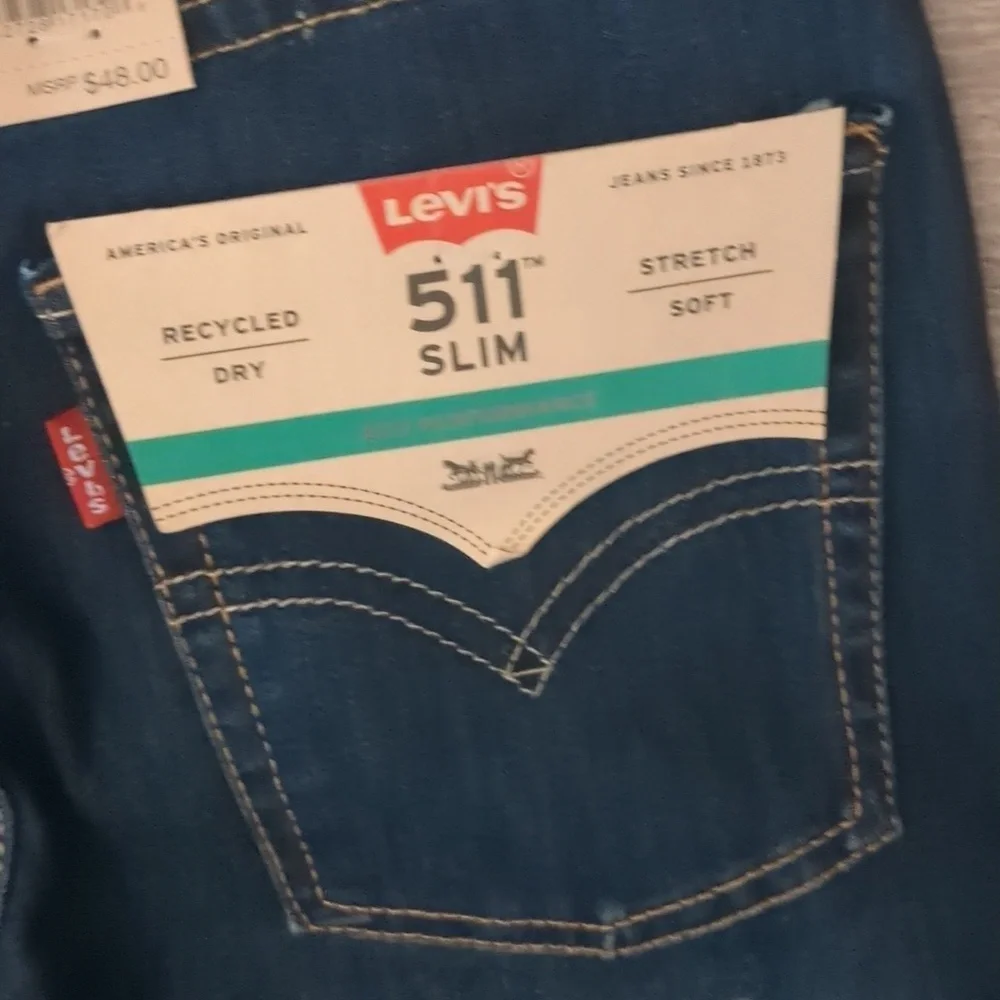 MSRP $48.00
LEVI'S
AMERICA'S ORIGINAL
JEANS SINCE 1873
511™
SLIM
RECYCLED
DRY
STRETCH
SOFT
LEVI'S